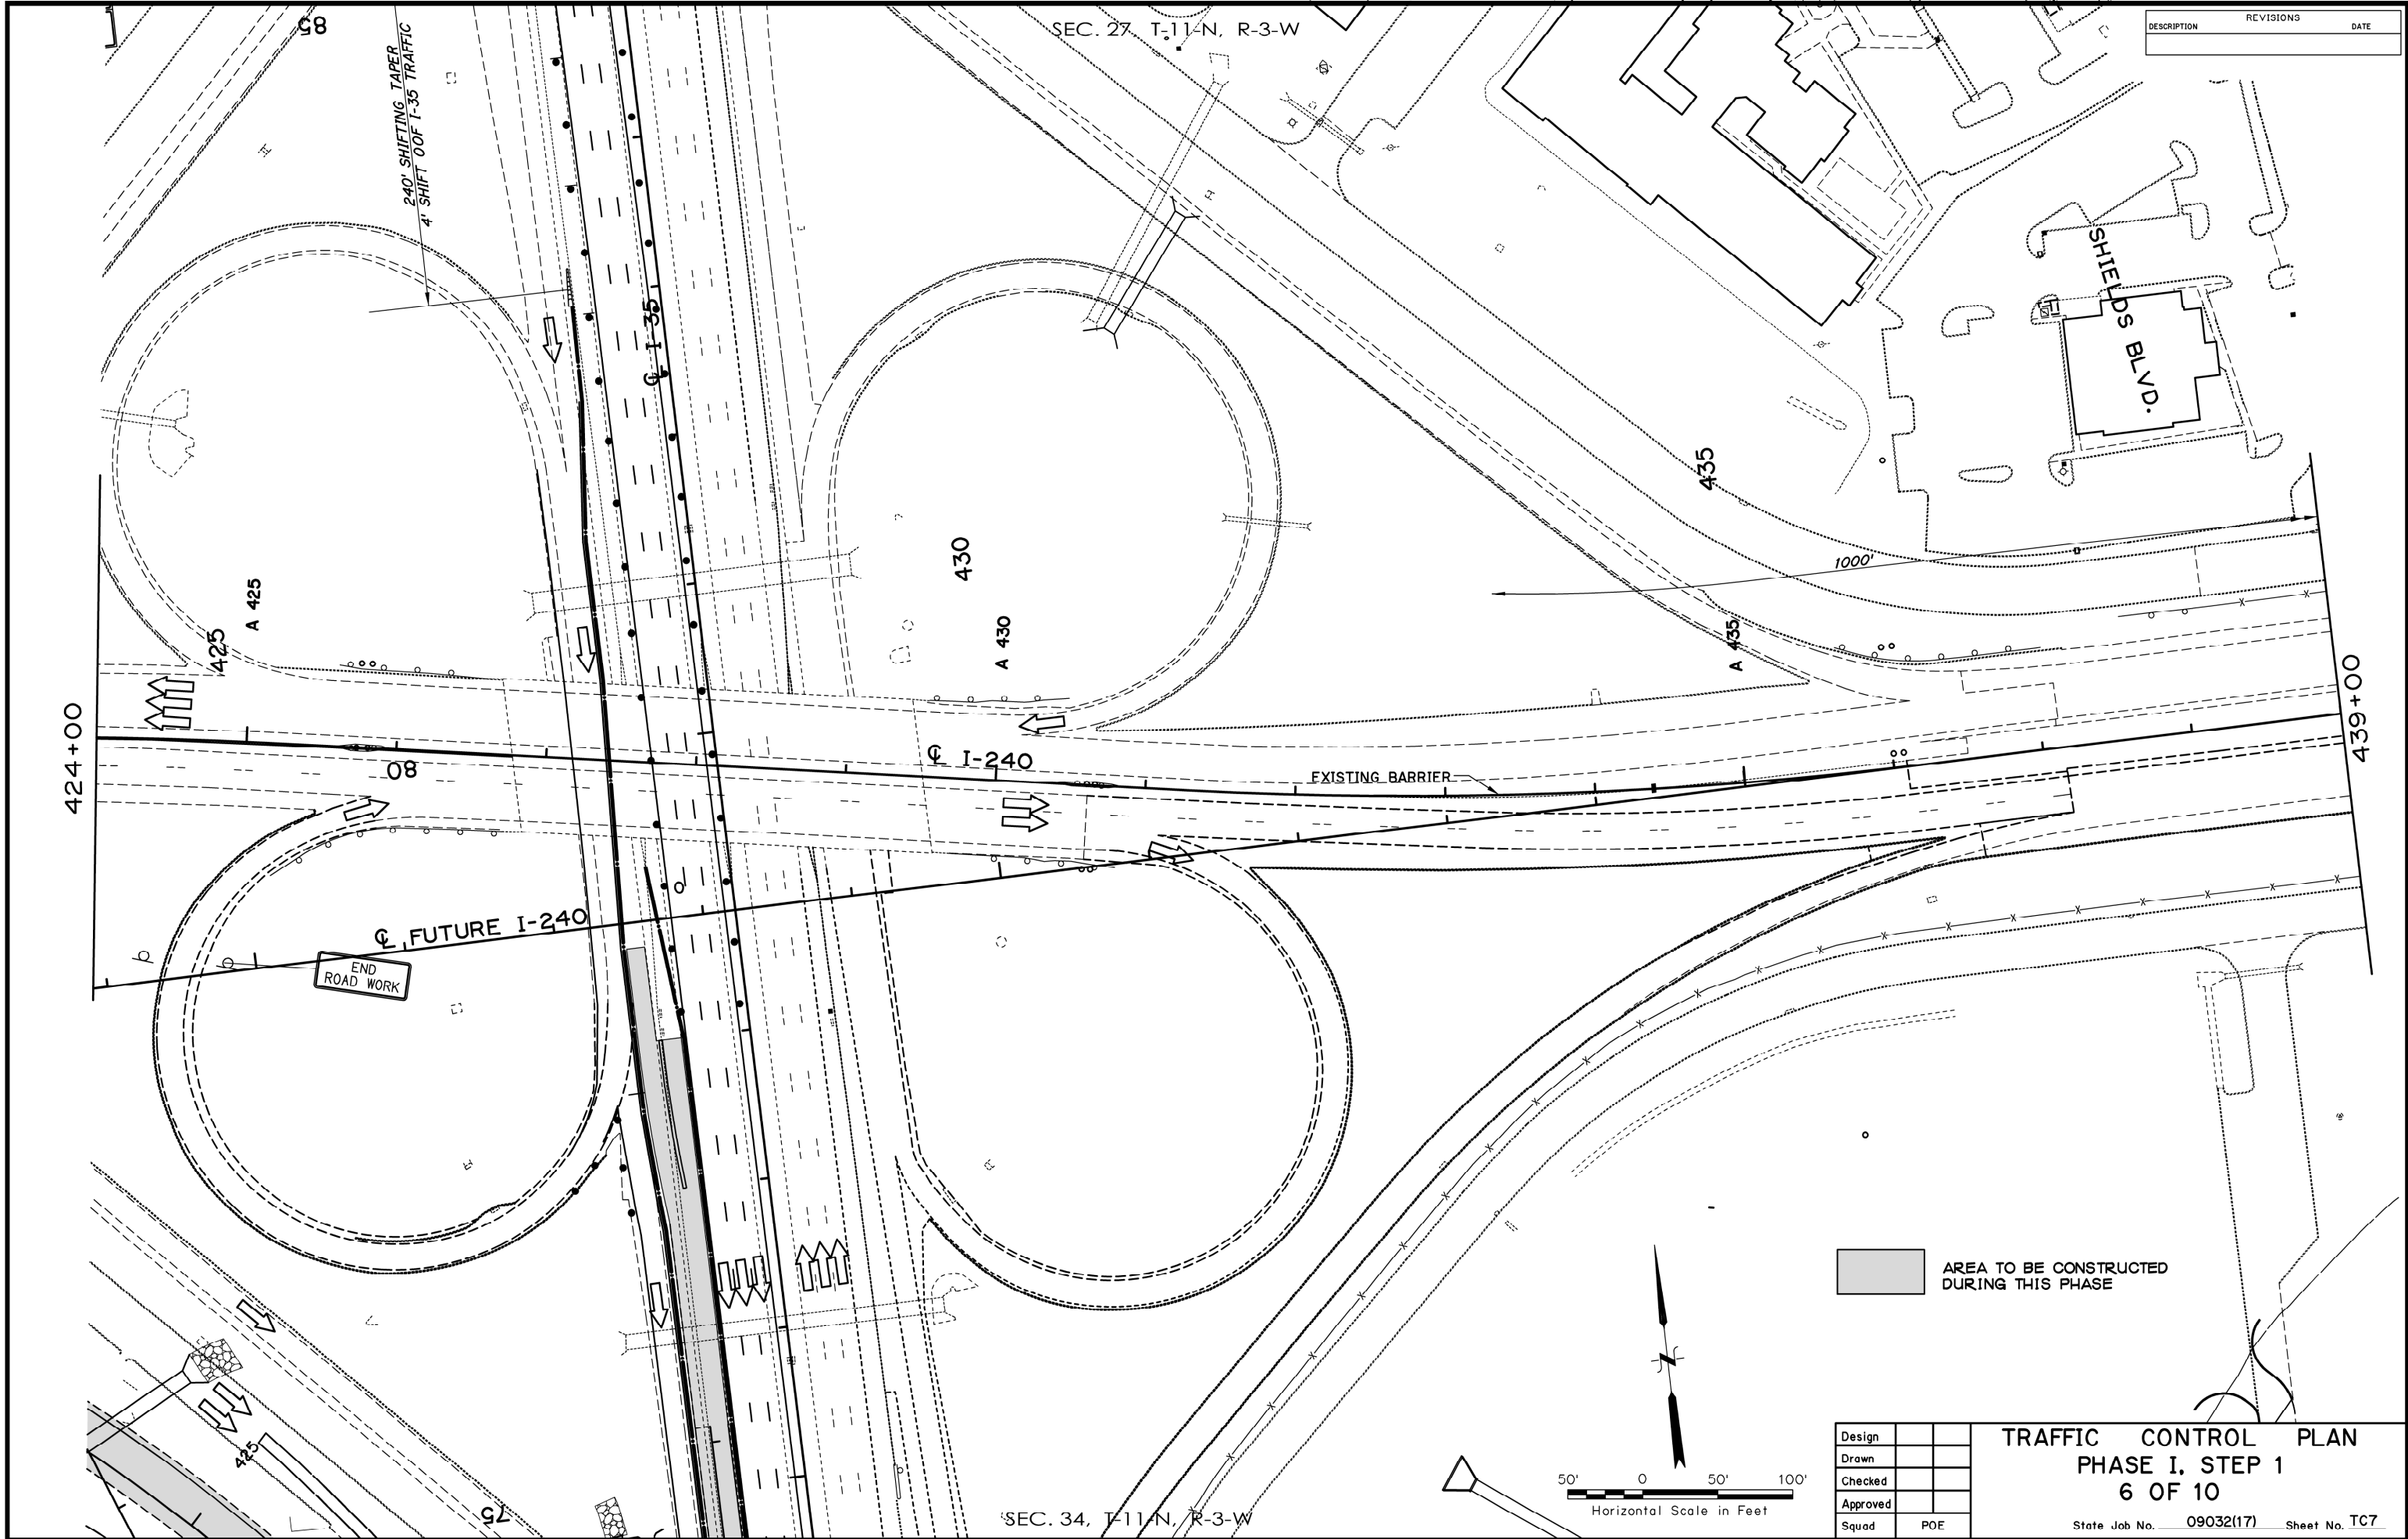 SEC. 27, T-11-N, R-3-W
REVISIONS
DESCRIPTION DATE
85
240' SHIFTING TAPER
4' SHIFT OOF I-35 TRAFFIC
℄ I-35
SHIELDS BLVD.
435
430
1000'
A 425
425
A 430
A 435
424+00
439+00
80
℄ I-240
EXISTING BARRIER
℄ FUTURE I-240
END
ROAD WORK
AREA TO BE CONSTRUCTED
DURING THIS PHASE
425
75
SEC. 34, T-11-N, R-3-W
50' 0 50' 100'
Horizontal Scale in Feet
Design
Drawn
Checked
Approved
Squad POE
TRAFFIC CONTROL PLAN
PHASE I, STEP 1
6 OF 10
State Job No. 09032(17) Sheet No. TC7